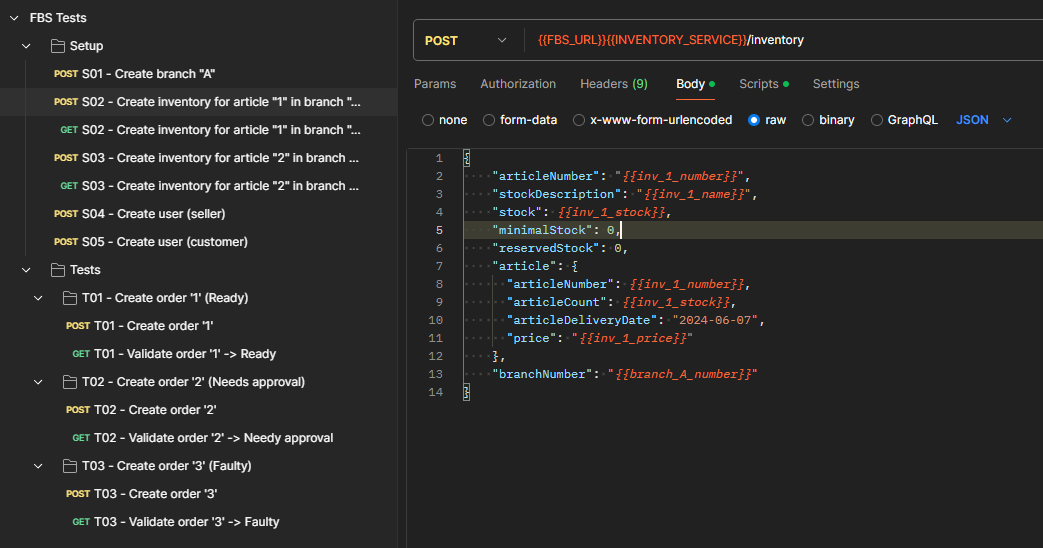 FBS Tests
Setup
POST S01 - Create branch "A"
POST S02 - Create inventory for article "1" in branch "...
GET S02 - Create inventory for article "1" in branch "...
POST S03 - Create inventory for article "2" in branch ...
GET S03 - Create inventory for article "2" in branch ...
POST S04 - Create user (seller)
POST S05 - Create user (customer)
Tests
T01 - Create order '1' (Ready)
POST T01 - Create order '1'
GET T01 - Validate order '1' -> Ready
T02 - Create order '2' (Needs approval)
POST T02 - Create order '2'
GET T02 - Validate order '2' -> Needy approval
T03 - Create order '3' (Faulty)
POST T03 - Create order '3'
GET T03 - Validate order '3' -> Faulty
POST {{FBS_URL}}{{INVENTORY_SERVICE}}/inventory
Params Authorization Headers (9) Body Scripts Settings
none form-data x-www-form-urlencoded raw binary GraphQL JSON
1 {
2 "articleNumber": "{{inv_1_number}}",
3 "stockDescription": "{{inv_1_name}}",
4 "stock": {{inv_1_stock}},
5 "minimalStock": 0,
6 "reservedStock": 0,
7 "article": {
8 "articleNumber": {{inv_1_number}},
9 "articleCount": {{inv_1_stock}},
10 "articleDeliveryDate": "2024-06-07",
11 "price": "{{inv_1_price}}"
12 },
13 "branchNumber": "{{branch_A_number}}"
14 }